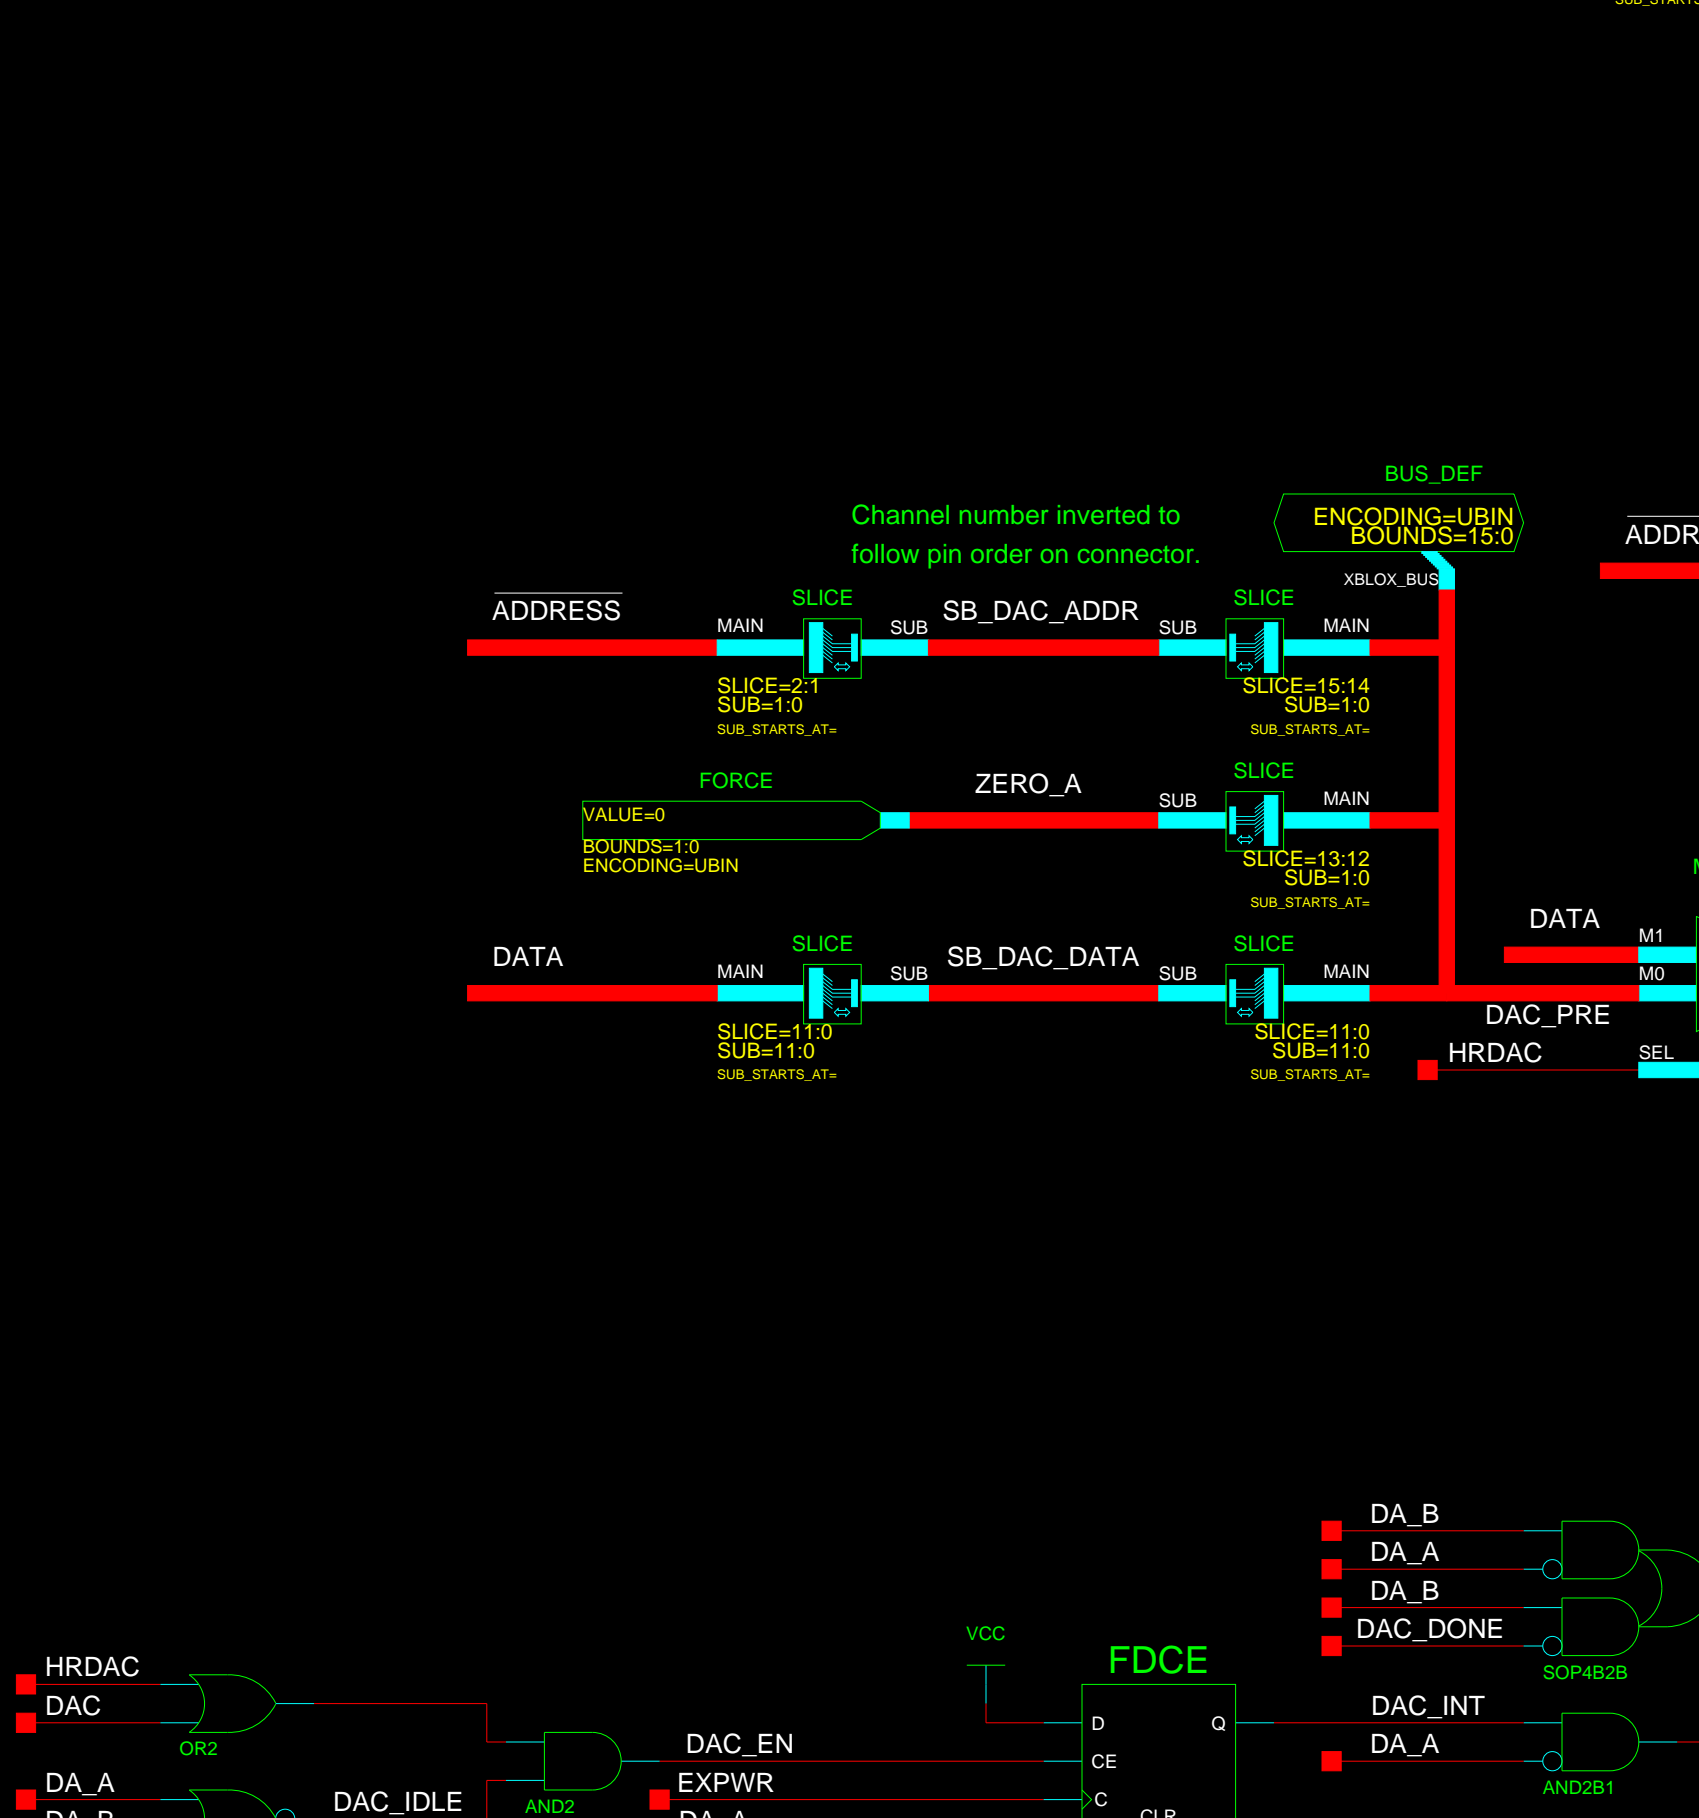 BUS_DEF
ENCODING=UBIN
BOUNDS=15:0
XBLOX_BUS
Channel number inverted to
follow pin order on connector.
ADDRESS
MAIN
SLICE
SUB
SB_DAC_ADDR
SUB
SLICE
MAIN
SLICE=2:1
SUB=1:0
SUB_STARTS_AT=
SLICE=15:14
SUB=1:0
SUB_STARTS_AT=
FORCE
VALUE=0
BOUNDS=1:0
ENCODING=UBIN
ZERO_A
SUB
SLICE
MAIN
SLICE=13:12
SUB=1:0
SUB_STARTS_AT=
DATA
MAIN
SLICE
SUB
SB_DAC_DATA
SUB
SLICE
MAIN
SLICE=11:0
SUB=11:0
SUB_STARTS_AT=
SLICE=11:0
SUB=11:0
SUB_STARTS_AT=
ADDR
DATA
M1
M0
DAC_PRE
HRDAC
SEL
DA_B
DA_A
DA_B
DAC_DONE
SOP4B2B
HRDAC
DAC
OR2
DA_A
DAC_IDLE
AND2
DAC_EN
EXPWR
VCC
FDCE
D
Q
CE
C
DAC_INT
DA_A
AND2B1